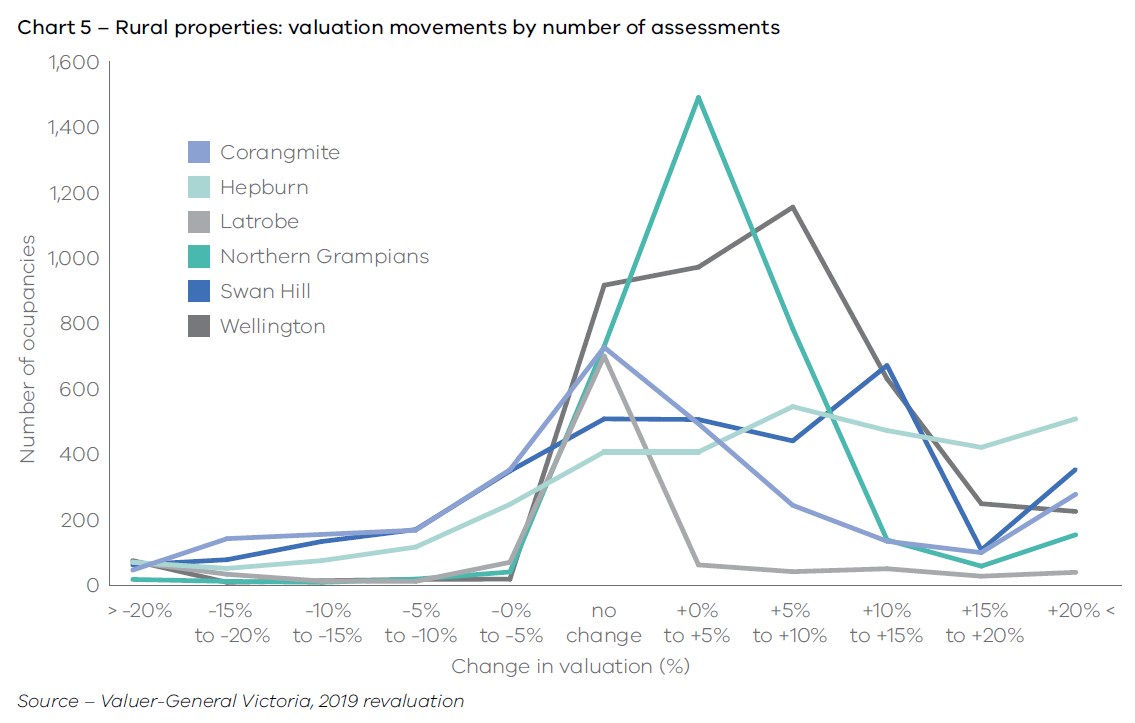 Chart 5 – Rural properties: valuation movements by number of assessments
1,600
1,400
1,200
1,000
800
600
400
200
0
Number of ocupancies
Corangmite
Hepburn
Latrobe
Northern Grampians
Swan Hill
Wellington
> -20% -15% -10% -5% -0% no +0% +5% +10% +15% +20% <
to -20% to -15% to -10% to -5% change to +5% to +10% to +15% to +20%
Change in valuation (%)
Source – Valuer-General Victoria, 2019 revaluation